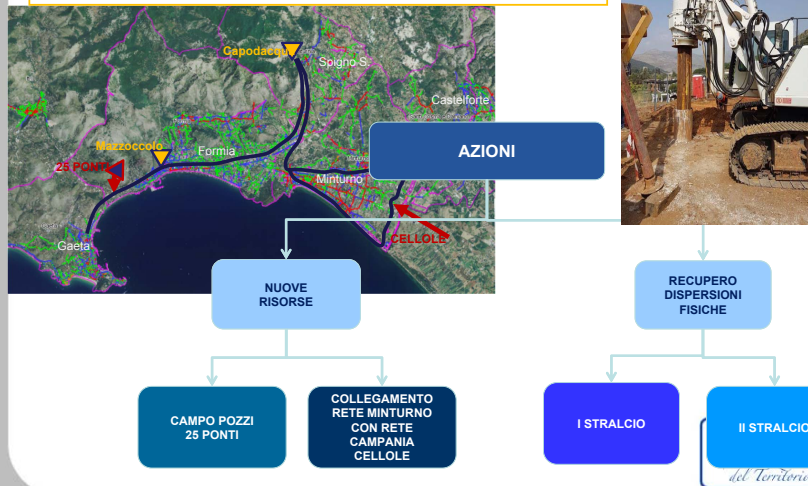 Capodacqua
Spigno S.
Castelforte
Mazzoccolo
Formia
25 PONTI
AZIONI
Minturno
CELLOLE
Gaeta
NUOVE
RISORSE
RECUPERO
DISPERSIONI
FISICHE
CAMPO POZZI
25 PONTI
COLLEGAMENTO
RETE MINTURNO
CON RETE
CAMPANIA
CELLOLE
I STRALCIO
II STRALCIO
del Territorio